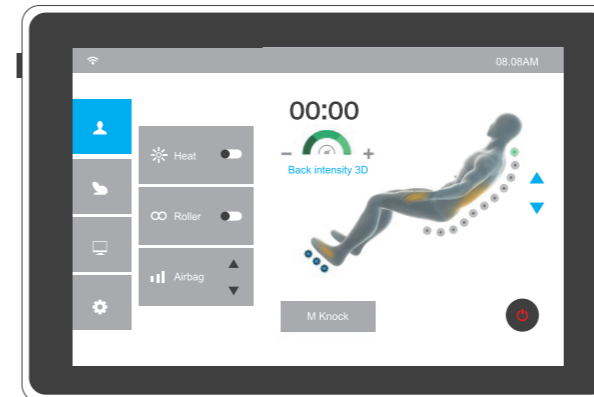 08.08AM
00:00
Heat
Back intensity 3D
Roller
Airbag
M Knock